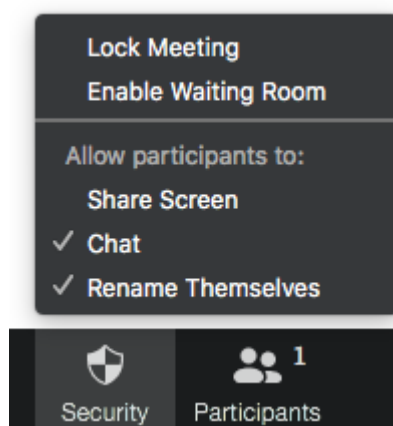 Lock Meeting
Enable Waiting Room
Allow participants to:
Share Screen
Chat
Rename Themselves
1
Security Participants